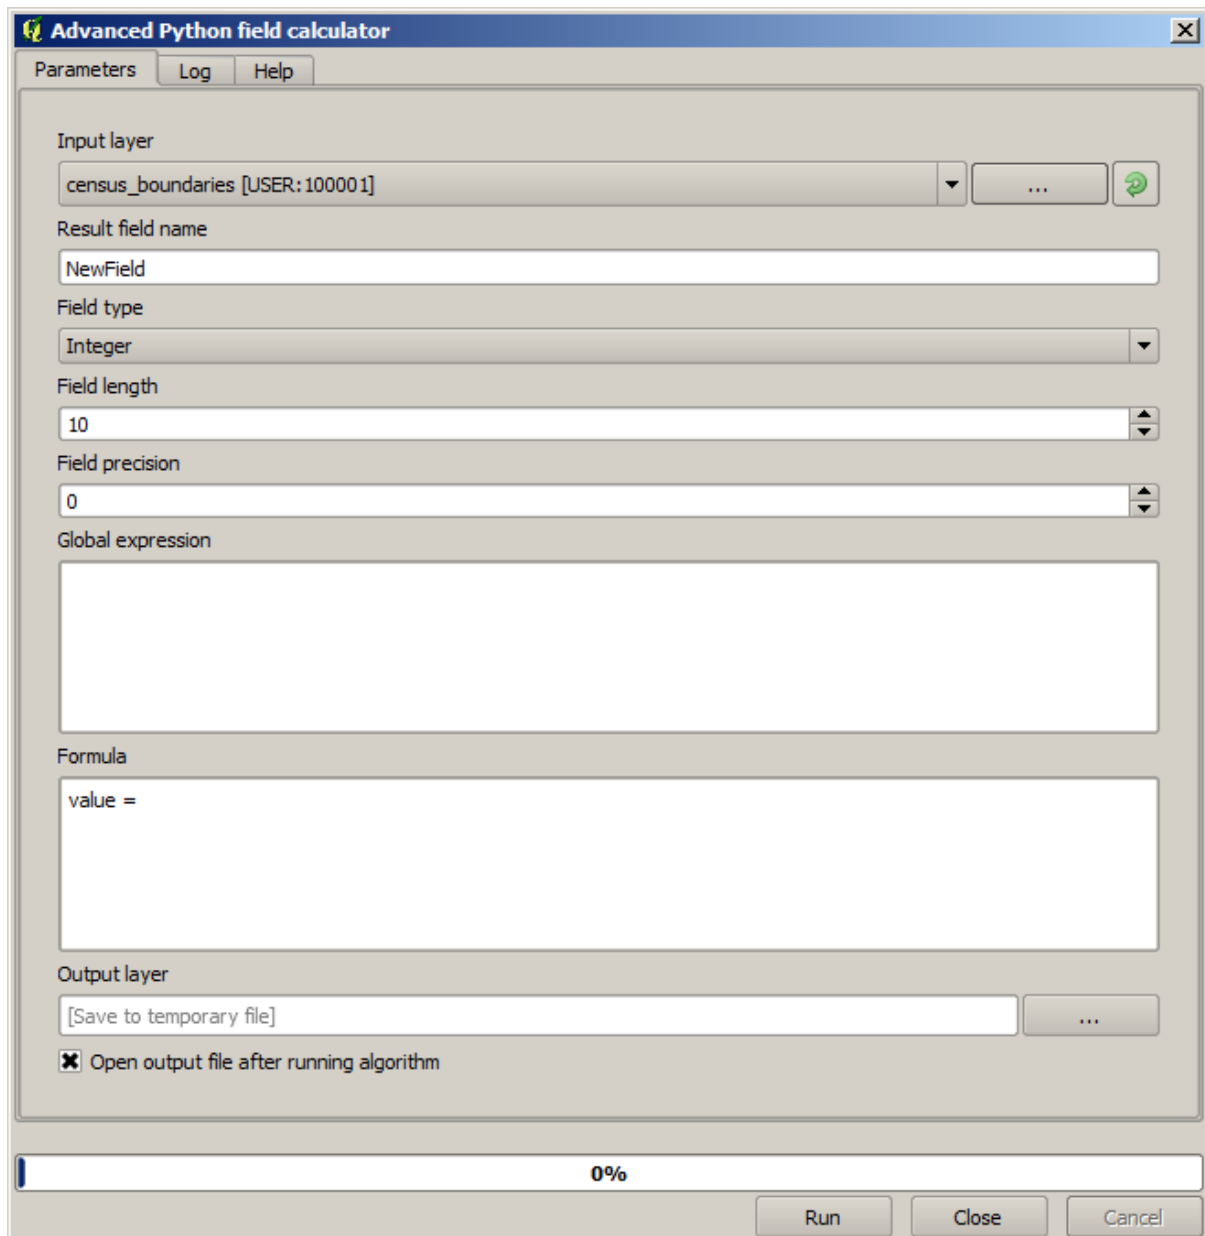 Advanced Python field calculator
Parameters Log Help
Input layer
census_boundaries [USER:100001] ...
Result field name
NewField
Field type
Integer
Field length
10
Field precision
0
Global expression
Formula
value =
Output layer
[Save to temporary file] ...
Open output file after running algorithm
0%
Run Close Cancel